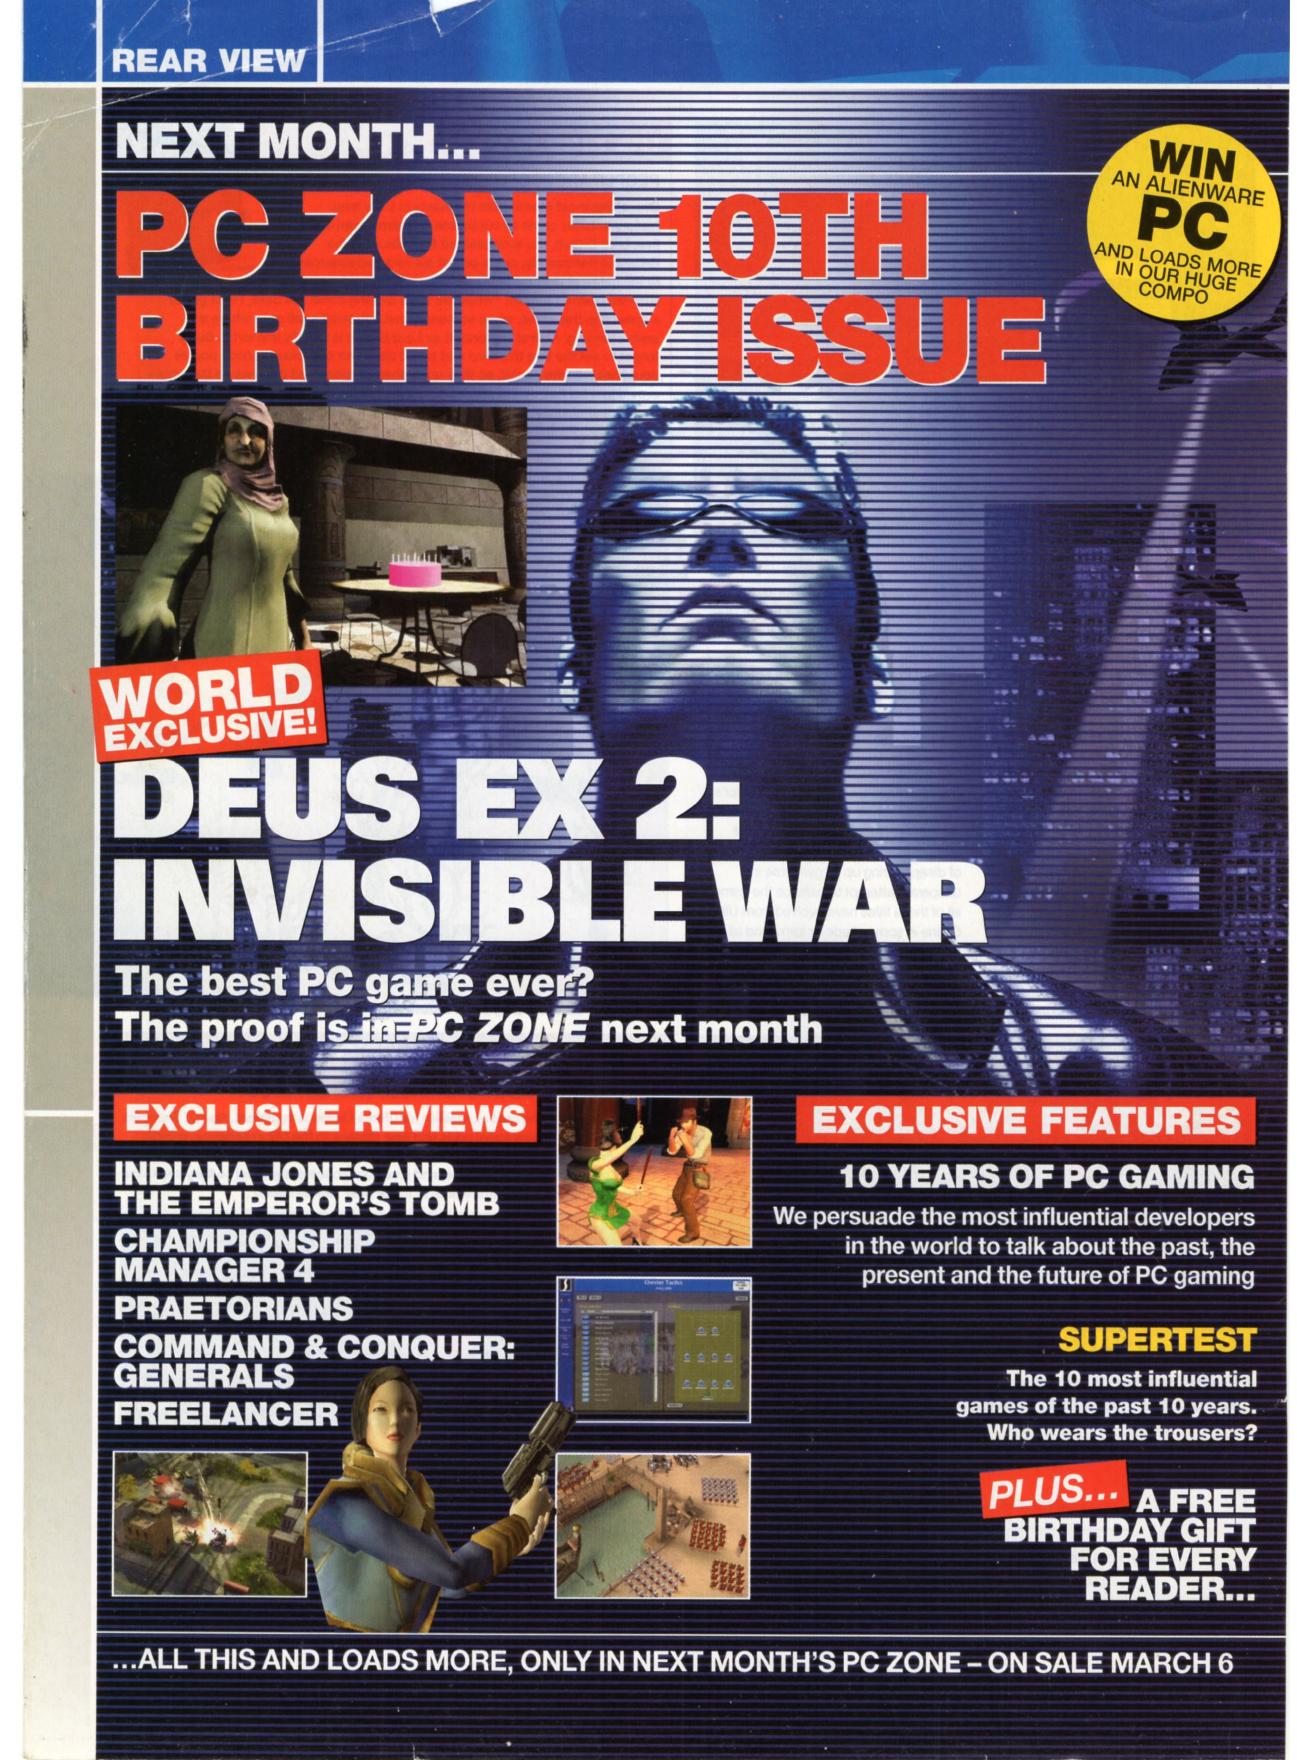 REAR VIEW
NEXT MONTH...
WIN
AN ALIENWARE
PC
AND LOADS MORE
IN OUR HUGE
COMPO
PC ZONE 10TH
BIRTHDAY ISSUE
WORLD
EXCLUSIVE!
DEUS EX 2:
INVISIBLE WAR
The best PC game ever?
The proof is in PC ZONE next month
EXCLUSIVE REVIEWS
INDIANA JONES AND
THE EMPEROR'S TOMB
CHAMPIONSHIP
MANAGER 4
PRAETORIANS
COMMAND & CONQUER:
GENERALS
FREELANCER
EXCLUSIVE FEATURES
10 YEARS OF PC GAMING
We persuade the most influential developers
in the world to talk about the past, the
present and the future of PC gaming
SUPERTEST
The 10 most influential
games of the past 10 years.
Who wears the trousers?
PLUS... A FREE
BIRTHDAY GIFT
FOR EVERY
READER...
...ALL THIS AND LOADS MORE, ONLY IN NEXT MONTH'S PC ZONE – ON SALE MARCH 6